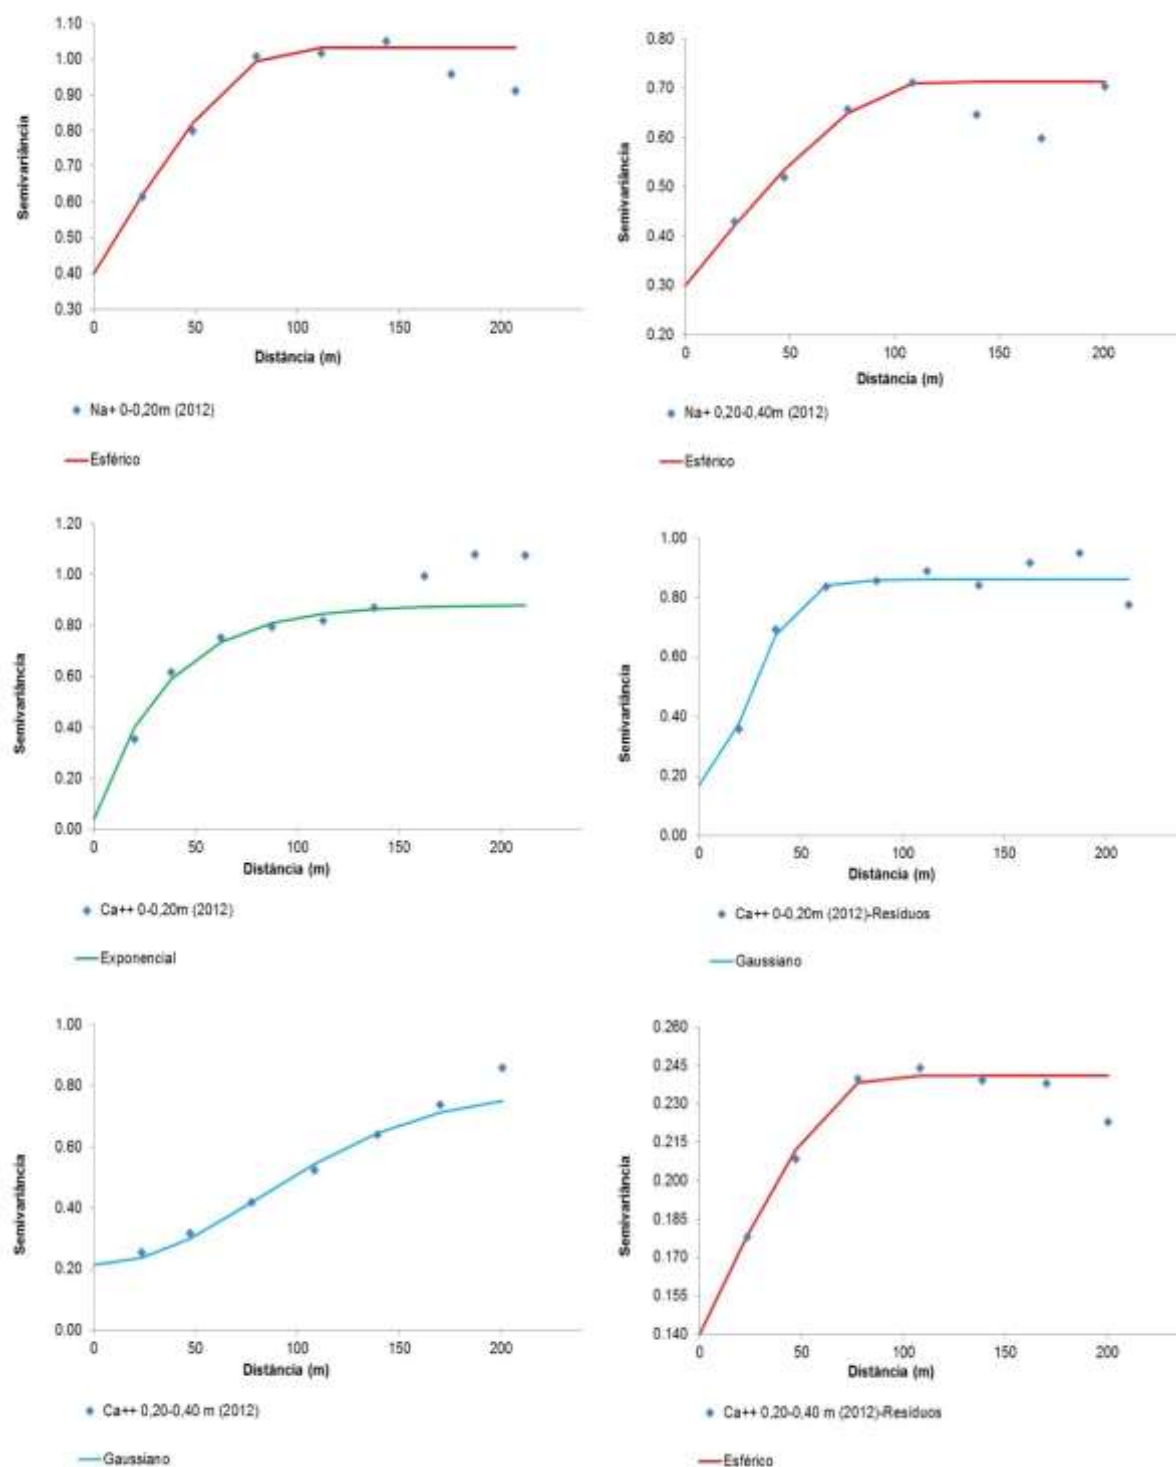 1.10
1.00
0.90
0.80
0.70
0.60
0.50
0.40
0.30
Semivariância
0 50 100 150 200
Distância (m)
Na+ 0-0,20m (2012)
Esférico
0.80
0.70
0.60
0.50
0.40
0.30
0.20
Semivariância
0 50 100 150 200
Distância (m)
Na+ 0,20-0,40m (2012)
Esférico
1.20
1.00
0.80
0.60
0.40
0.20
0.00
Semivariância
0 50 100 150 200
Distância (m)
Ca++ 0-0,20m (2012)
Exponencial
1.00
0.80
0.60
0.40
0.20
0.00
Semivariância
0 50 100 150 200
Distância (m)
Ca++ 0-0,20m (2012)-Resíduos
Gaussiano
1.00
0.80
0.60
0.40
0.20
0.00
Semivariância
0 50 100 150 200
Distância (m)
Ca++ 0,20-0,40 m (2012)
Gaussiano
0.260
0.245
0.230
0.215
0.200
0.185
0.170
0.155
0.140
Semivariância
0 50 100 150 200
Distância (m)
Ca++ 0,20-0,40 m (2012)-Resíduos
Esférico